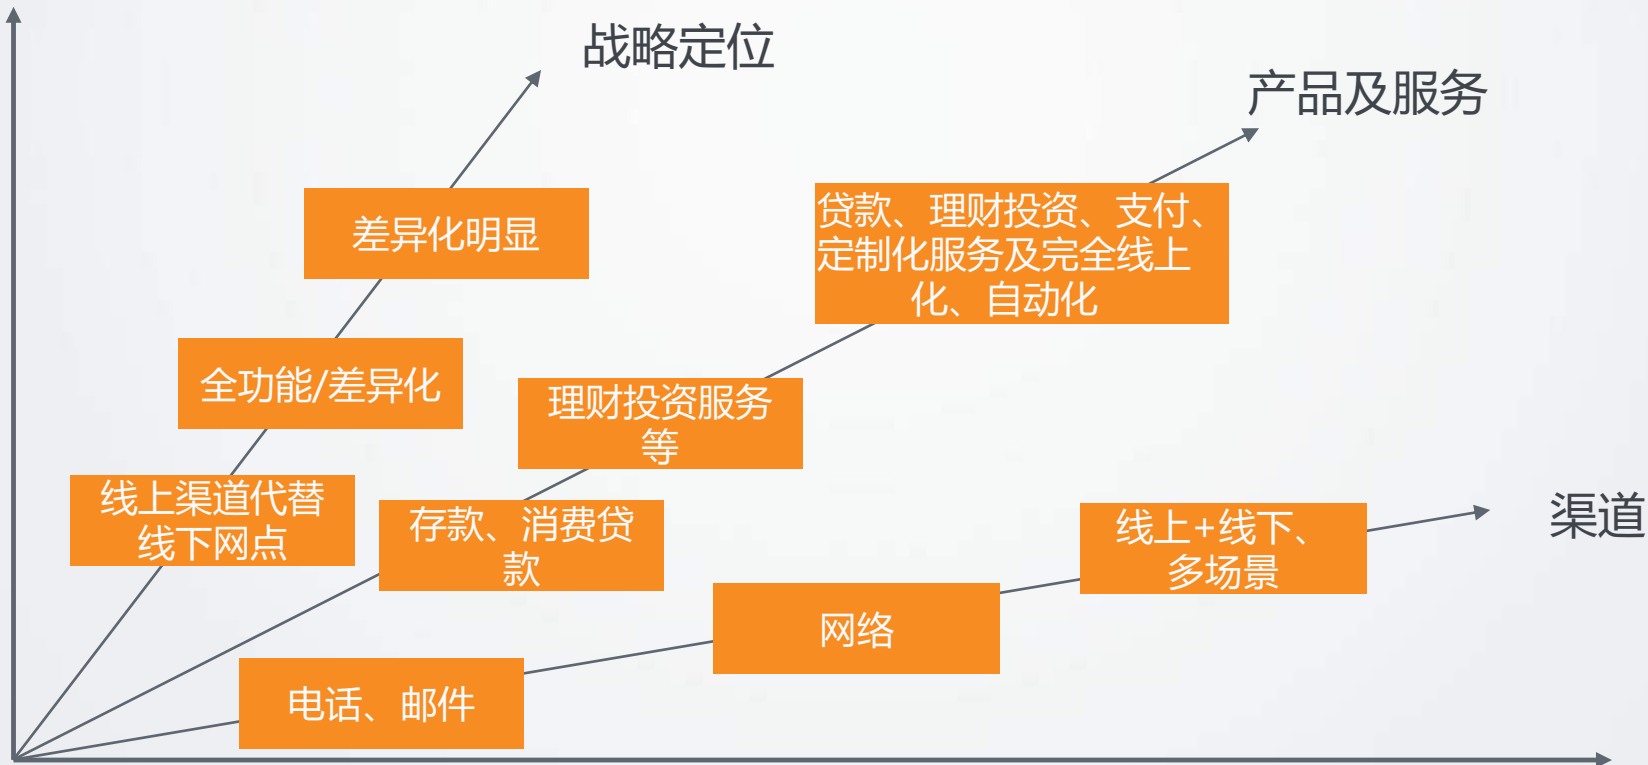 战略定位
产品及服务
差异化明显
贷款、理财投资、支付、
定制化服务及完全线上
化、自动化
全功能/差异化
理财投资服务
等
线上渠道代替
线下网点
存款、消费贷
款
线上+线下、
多场景
渠道
网络
电话、邮件